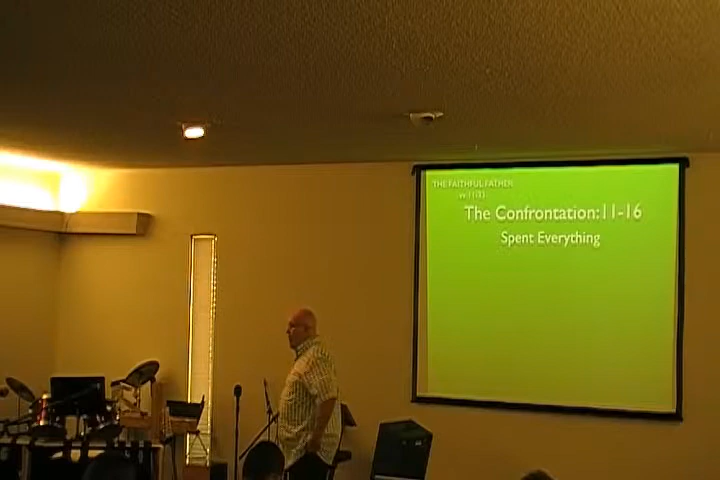 THE FAITHFUL FATHER
The Confrontation:11-16
Spent Everything